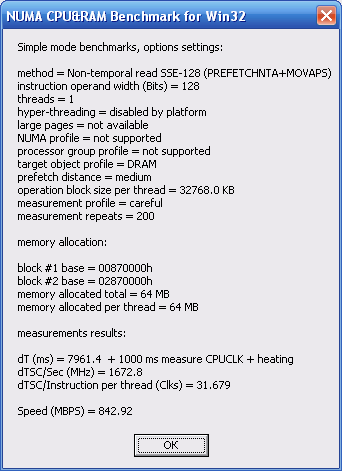 NUMA CPU&RAM Benchmark for Win32
Simple mode benchmarks, options settings:
method = Non-temporal read SSE-128 (PREFETCHNTA+MOVAPS)
instruction operand width (Bits) = 128
threads = 1
hyper-threading = disabled by platform
large pages = not available
NUMA profile = not supported
processor group profile = not supported
target object profile = DRAM
prefetch distance = medium
operation block size per thread = 32768.0 KB
measurement profile = careful
measurement repeats = 200
memory allocation:
block #1 base = 00870000h
block #2 base = 02870000h
memory allocated total = 64 MB
memory allocated per thread = 64 MB
measurements results:
dT (ms) = 7961.4  + 1000 ms measure CPUCLK + heating
dTSC/Sec (MHz) = 1672.8
dTSC/Instruction per thread (Clks) = 31.679
Speed (MBPS) = 842.92
OK